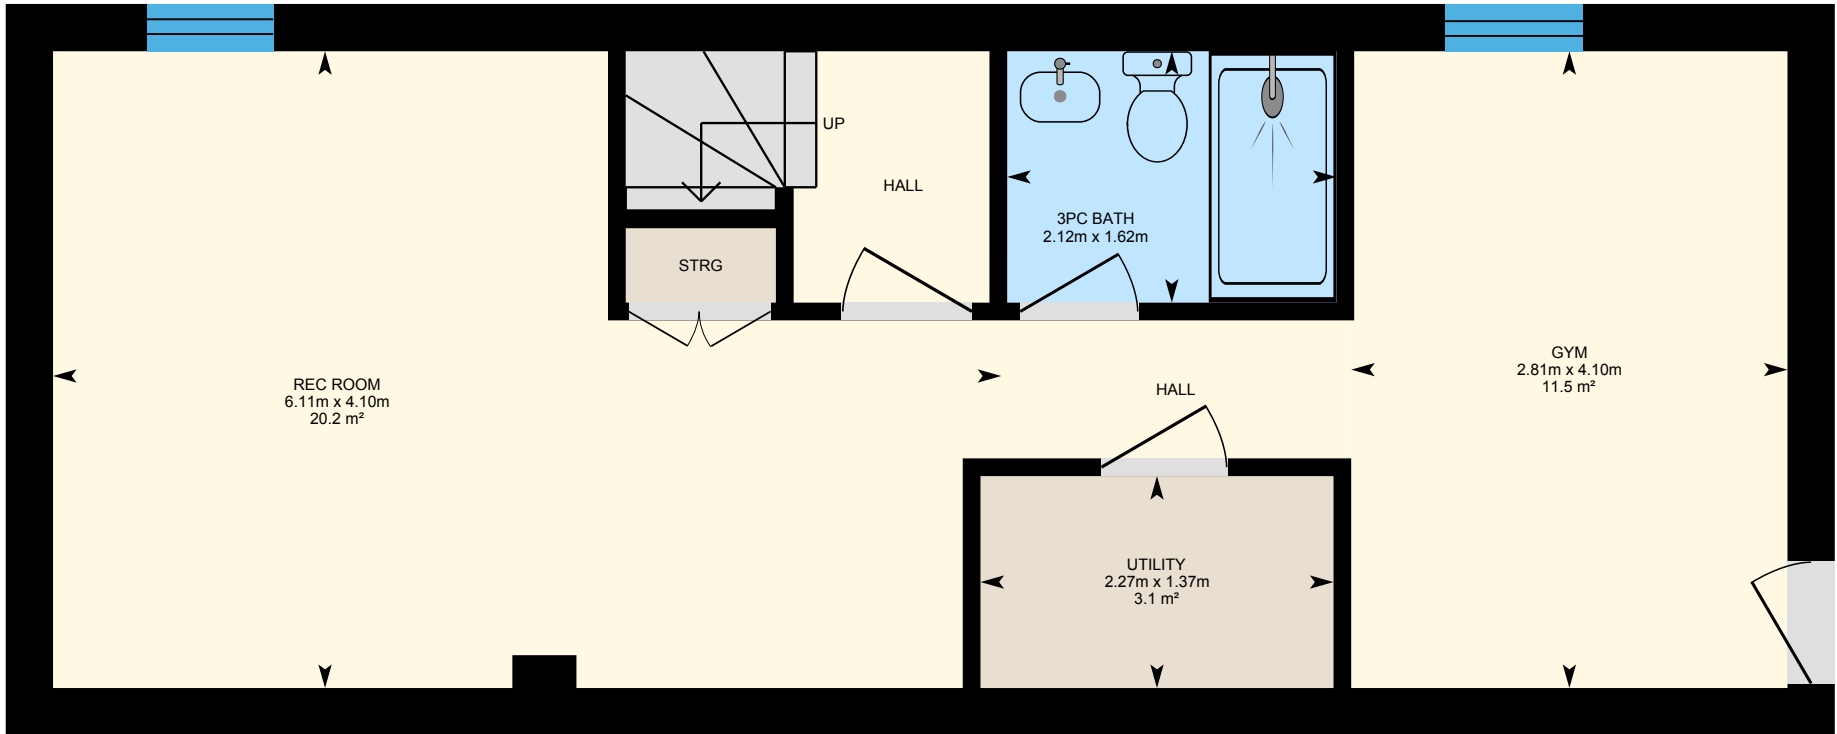 UP
HALL
3PC BATH
2.12m x 1.62m
STRG
REC ROOM
6.11m x 4.10m
20.2 m²
HALL
GYM
2.81m x 4.10m
11.5 m²
UTILITY
2.27m x 1.37m
3.1 m²